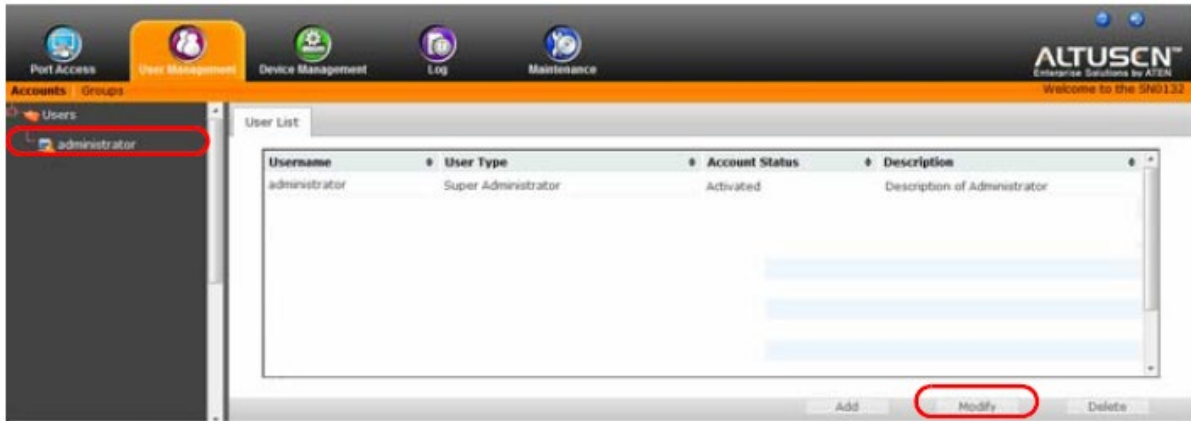 Port Access User Management Device Management Log Maintenance
ALTUSCN™
Enterprise Solutions by ATEN
Accounts Groups
Welcome to the SN0132
Users
administrator
User List
Username User Type Account Status Description
administrator Super Administrator Activated Description of Administrator
Add Modify Delete